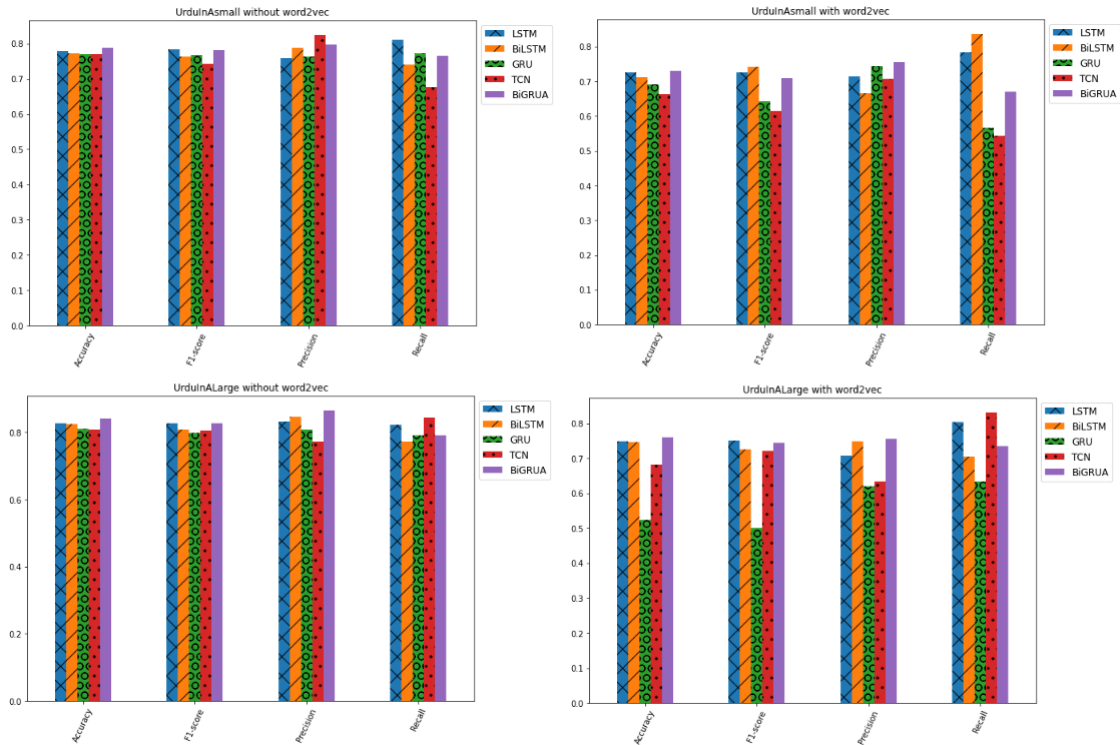 UrduInAsmall without word2vec
0.8
0.7
0.6
0.5
0.4
0.3
0.2
0.1
0.0
Accuracy
F1-score
Precision
Recall
LSTM
BiLSTM
GRU
TCN
BiGRUA
UrduInAsmall with word2vec
0.8
0.7
0.6
0.5
0.4
0.3
0.2
0.1
0.0
Accuracy
F1-score
Precision
Recall
LSTM
BiLSTM
GRU
TCN
BiGRUA
UrduInALarge without word2vec
0.8
0.6
0.4
0.2
0.0
Accuracy
F1-score
Precision
Recall
LSTM
BiLSTM
GRU
TCN
BiGRUA
UrduInALarge with word2vec
0.8
0.7
0.6
0.5
0.4
0.3
0.2
0.1
0.0
Accuracy
F1-score
Precision
Recall
LSTM
BiLSTM
GRU
TCN
BiGRUA